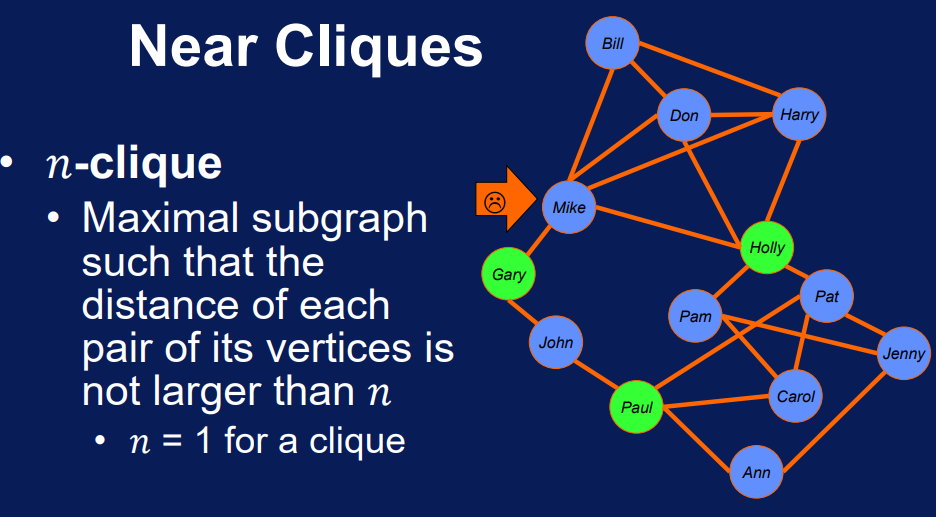 Near Cliques
• n-clique
• Maximal subgraph
such that the
distance of each
pair of its vertices is
not larger than n
• n = 1 for a clique
Bill
Don
Harry
Mike
Holly
Gary
Pat
Pam
John
Jenny
Carol
Paul
Ann